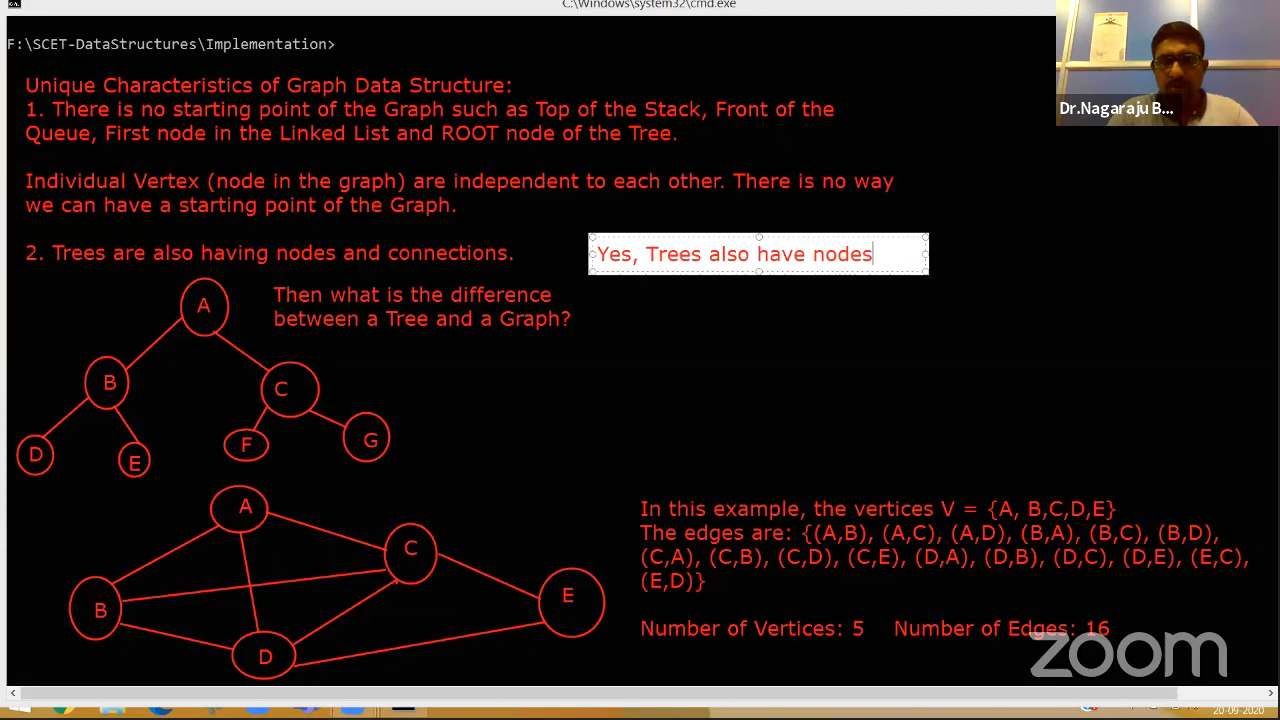 C:\Windows\system32\cmd.exe
F:\SCET-DataStructures\Implementation>
Unique Characteristics of Graph Data Structure:
1. There is no starting point of the Graph such as Top of the Stack, Front of the
Queue, First node in the Linked List and ROOT node of the Tree.
Dr.Nagaraju B...
Individual Vertex (node in the graph) are independent to each other. There is no way
we can have a starting point of the Graph.
2. Trees are also having nodes and connections.
Yes, Trees also have nodes
Then what is the difference
between a Tree and a Graph?
A
B
C
D
E
F
G
A
C
B
E
D
In this example, the vertices V = {A, B,C,D,E}
The edges are: {(A,B), (A,C), (A,D), (B,A), (B,C), (B,D),
(C,A), (C,B), (C,D), (C,E), (D,A), (D,B), (D,C), (D,E), (E,C),
(E,D)}
Number of Vertices: 5 Number of Edges: 16
zoom
20-09-2020